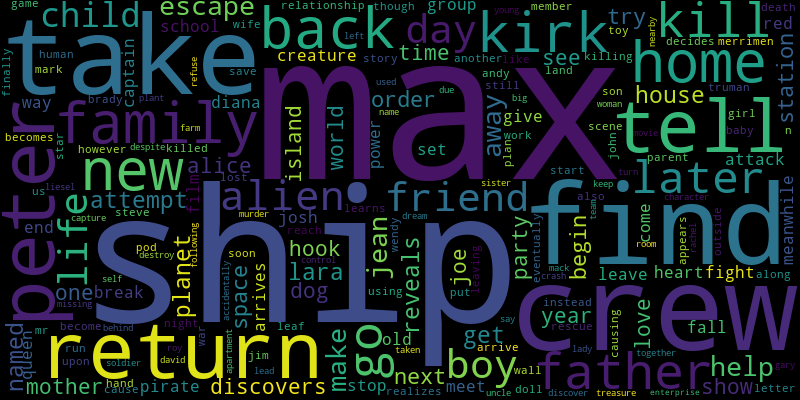 game
relationship
though
group
young
member
death
child
escape
wife
left
toy
nearby
decides
merrimen
take
school
back
day
kirk
try
kill
red
finally
human
mark
captain
save
refuse
creature
story
time
another
like
see
killing
home
station
brady
plant
diana
max
andy
land
son
woman
truman
way
order
still
away
house
peter
family
farm
island
world
power
used
name
due
big
give
work
plan
scene
john
tell
girl
baby
n
becomes
star
however
despite
killed
set
movie
parent
attack
new
alice
lost
sister
later
start
turn
us
liesel
film
alien
friend
keep
find
character
meanwhile
life
attempt
capture
steve
ship
josh
learns
dream
also
team
rachel
outside
end
following
murder
reach
wendy
party
eventually
begin
come
appears
pod
destroy
planet
hook
jean
reveals
joe
leaving
room
self
soon
control
mack
crash
leave
heart
fight
along
missing
one
break
space
accidentally
arrives
lara
dog
using
put
crew
instead
year
rescue
causing
love
named
queen
mr
become
behind
night
war
leaf
go
old
say
lady
fall
together
return
roy
apartment
jim
make
taken
get
arrive
run
upon
soldier
david
lead
next
boy
wall
father
help
gary
mother
hand
cause
pirate
discovers
stop
realizes
meet
doll
uncle
discover
treasure
show
enterprise
letter